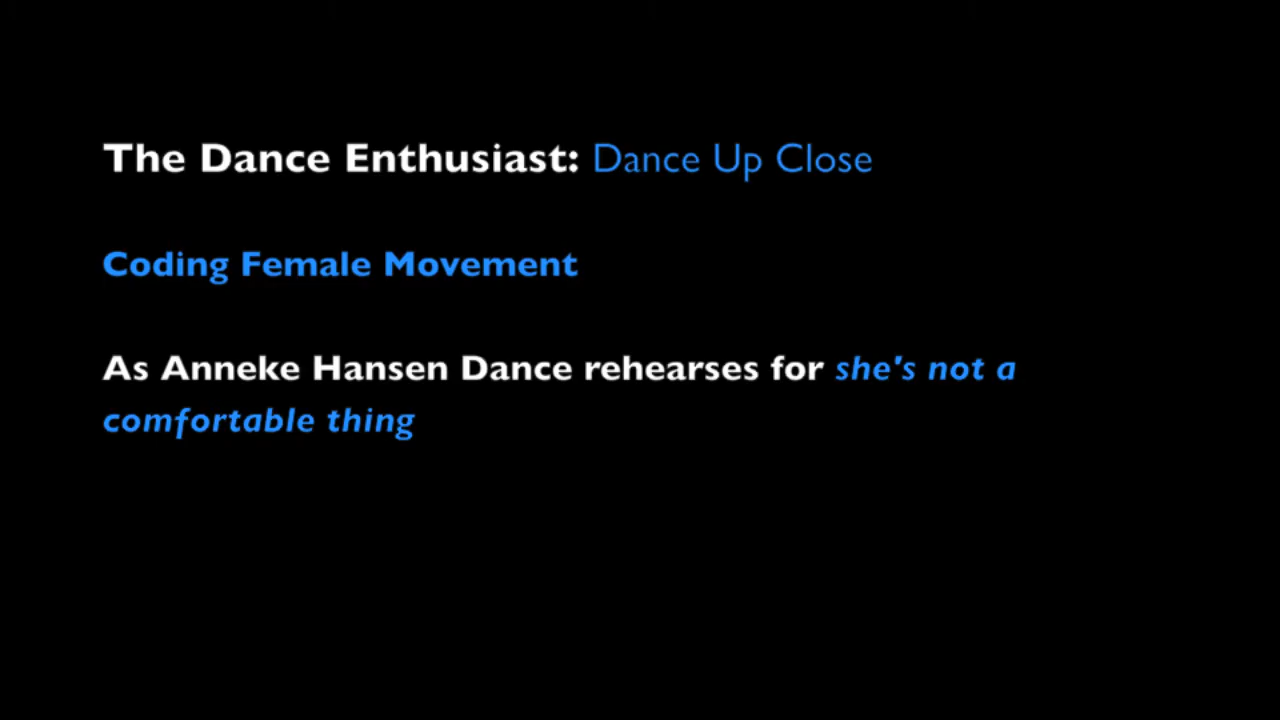 The Dance Enthusiast: Dance Up Close
Coding Female Movement
As Anneke Hansen Dance rehearses for she's not a
comfortable thing